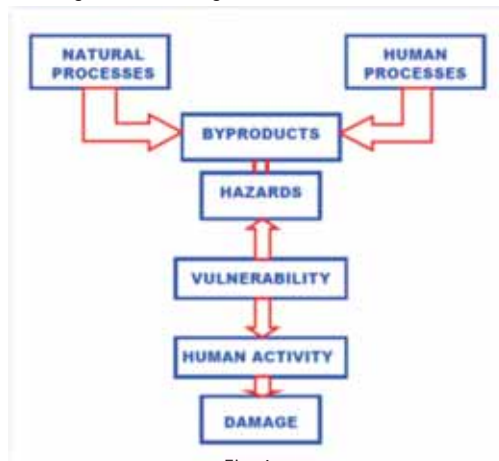 NATURAL
PROCESSES
HUMAN
PROCESSES
BYPRODUCTS
HAZARDS
VULNERABILITY
HUMAN ACTIVITY
DAMAGE